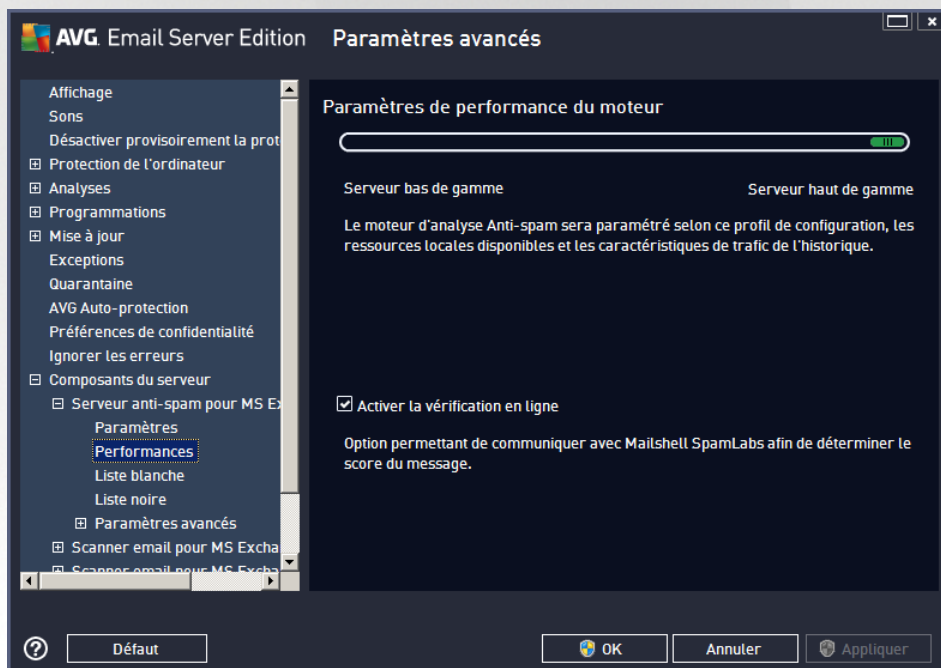 AVG. Email Server Edition Paramètres avancés
Affichage
Sons
Désactiver provisoirement la prot
Protection de l'ordinateur
Analyses
Programmations
Mise à jour
Exceptions
Quarantaine
AVG Auto-protection
Préférences de confidentialité
Ignorer les erreurs
Composants du serveur
Serveur anti-spam pour MS Ex
Paramètres
Performances
Liste blanche
Liste noire
Paramètres avancés
Scanner email pour MS Excha
Scanner email pour MS Excha
Paramètres de performance du moteur
Serveur bas de gamme Serveur haut de gamme
Le moteur d'analyse Anti-spam sera paramétré selon ce profil de configuration, les
ressources locales disponibles et les caractéristiques de trafic de l'historique.
Activer la vérification en ligne
Option permettant de communiquer avec Mailshell SpamLabs afin de déterminer le
score du message.
? Défaut OK Annuler Appliquer